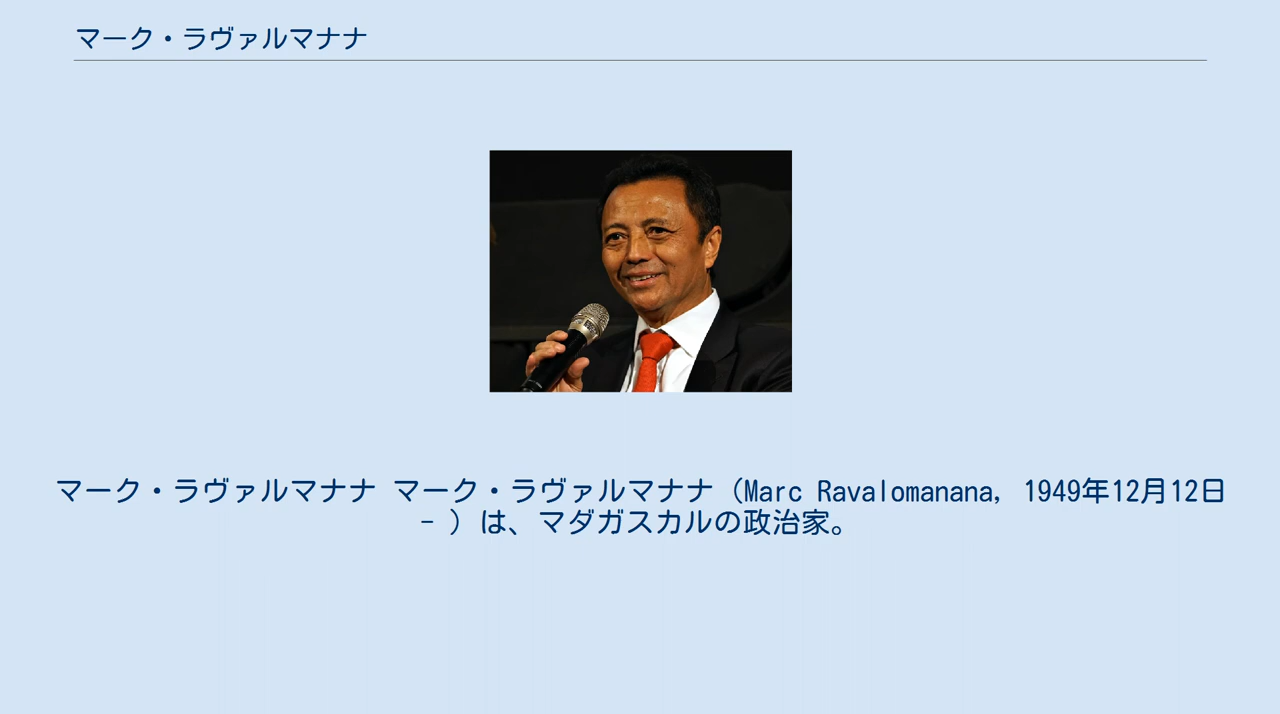 マーク・ラヴァルマナナ
マーク・ラヴァルマナナ マーク・ラヴァルマナナ（Marc Ravalomanana, 1949年12月12日
- ）は、マダガスカルの政治家。